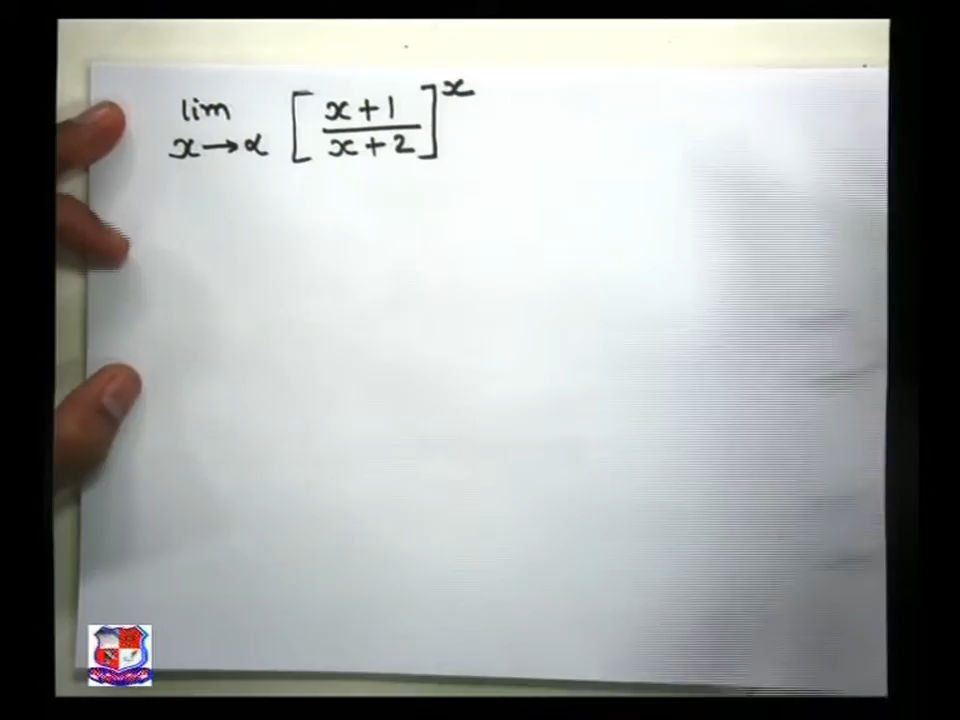 lim [ x+1 / x+2 ]^x
x→α